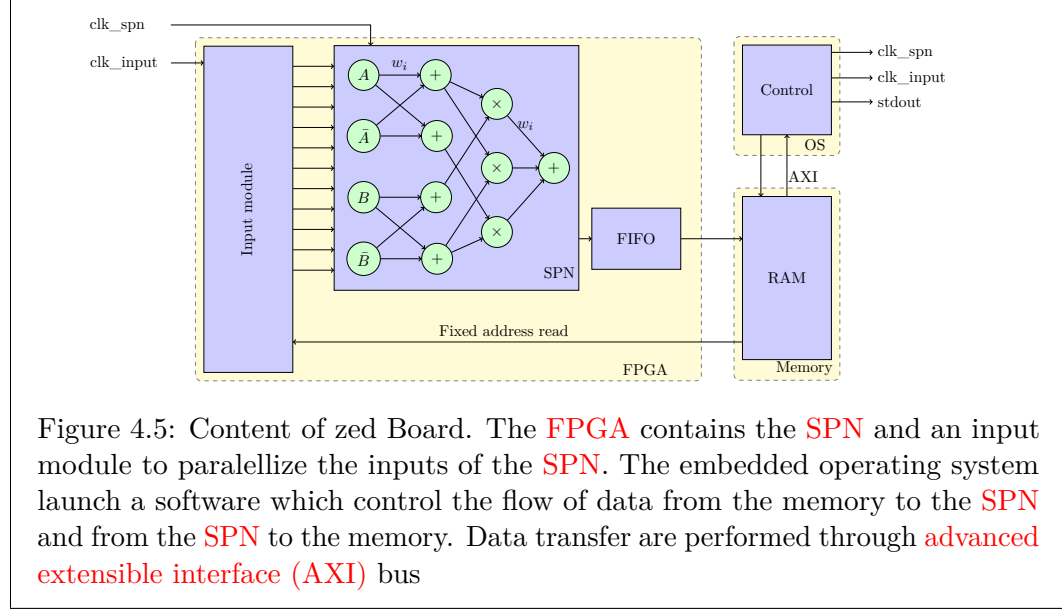 clk_spn
clk_input
Input module
A
w_i
+
Ā
+
B
+
B̄
+
×
w_i
×
+
×
SPN
FIFO
Fixed address read
FPGA
Control
OS
clk_spn
clk_input
stdout
AXI
RAM
Memory
Figure 4.5: Content of zed Board. The FPGA contains the SPN and an input
module to paralellize the inputs of the SPN. The embedded operating system
launch a software which control the flow of data from the memory to the SPN
and from the SPN to the memory. Data transfer are performed through advanced
extensible interface (AXI) bus